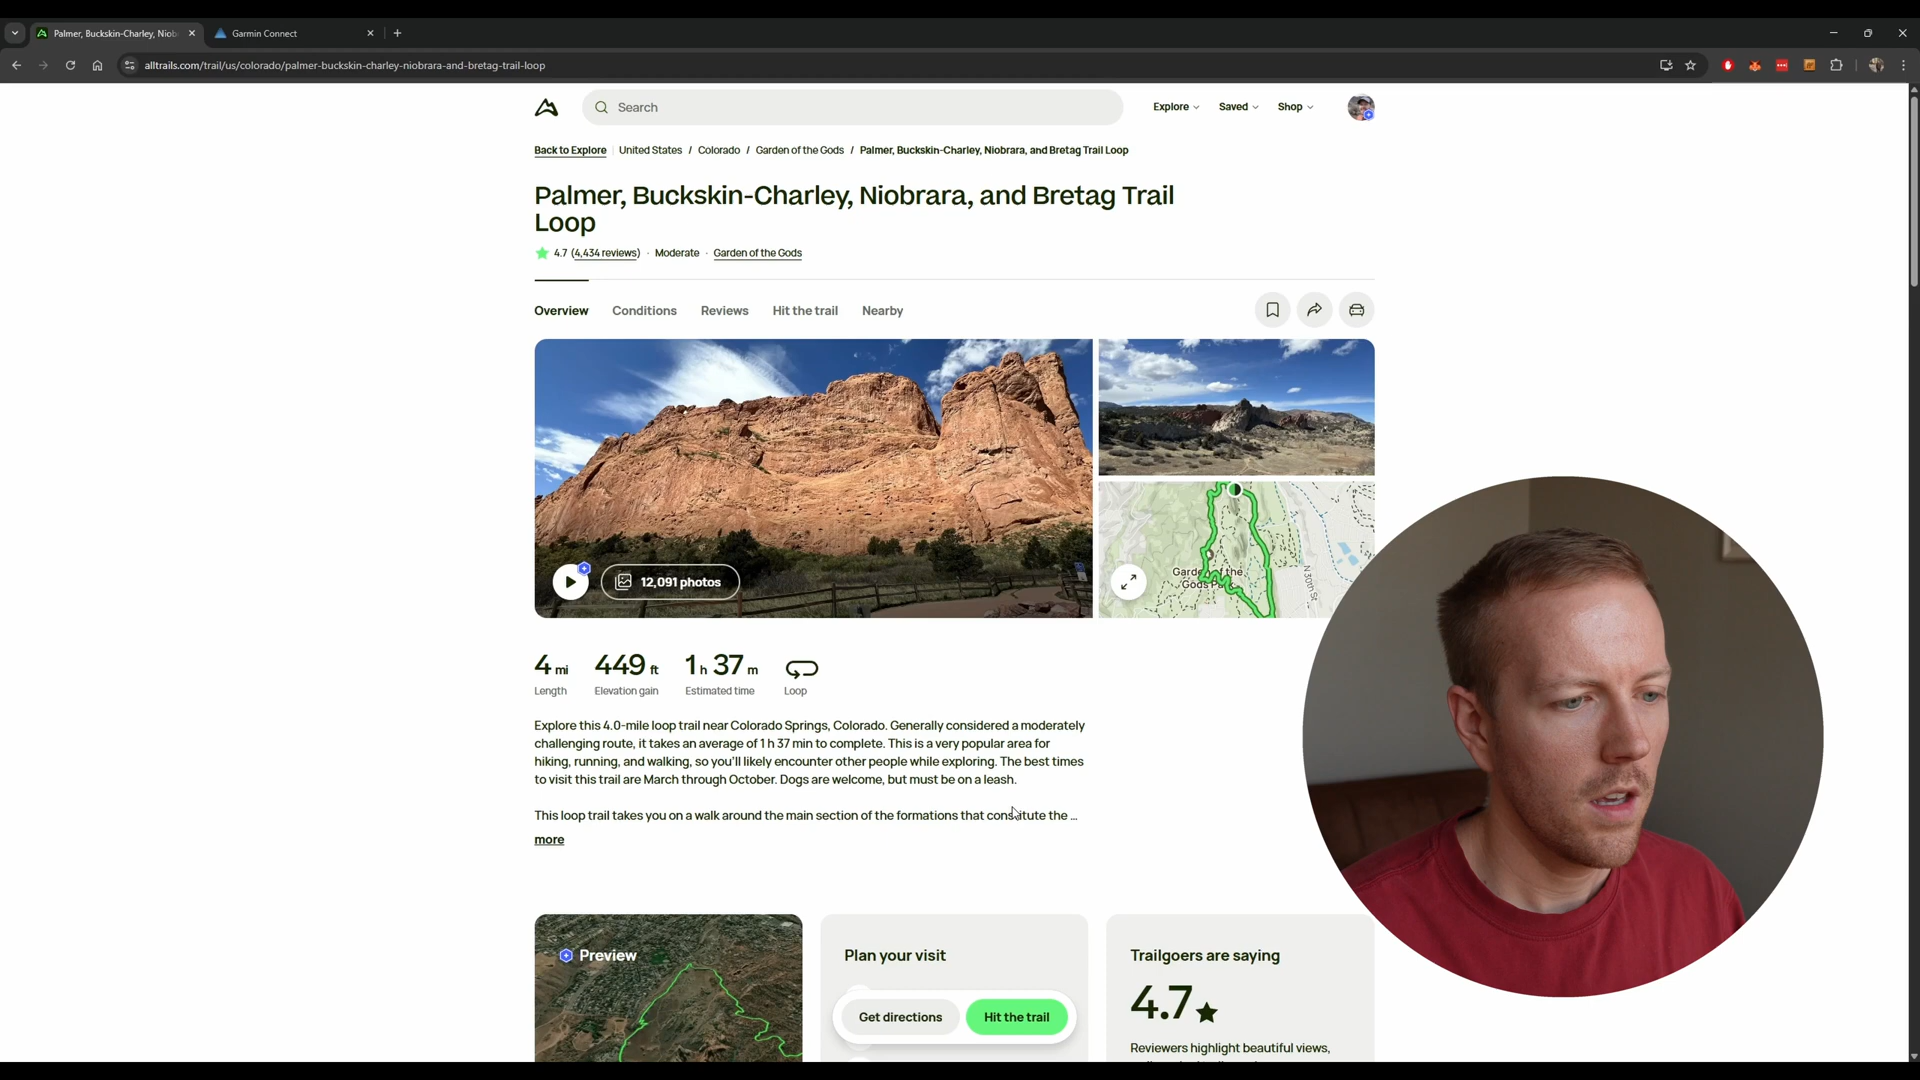 Palmer, Buckskin-Charley, Niob
Garmin Connect
alltrails.com/trail/us/colorado/palmer-buckskin-charley-niobrara-and-bretag-trail-loop
Search
Explore
Saved
Shop
Back to Explore
United States / Colorado / Garden of the Gods / Palmer, Buckskin-Charley, Niobrara, and Bretag Trail Loop
Palmer, Buckskin-Charley, Niobrara, and Bretag Trail
Loop
4.7 (4,434 reviews) · Moderate · Garden of the Gods
Overview
Conditions
Reviews
Hit the trail
Nearby
12,091 photos
Garden of the
Gods
N 30th St
4 mi
449 ft
1 h 37 m
Length
Elevation gain
Estimated time
Loop
Explore this 4.0-mile loop trail near Colorado Springs, Colorado. Generally considered a moderately
challenging route, it takes an average of 1 h 37 min to complete. This is a very popular area for
hiking, running, and walking, so you'll likely encounter other people while exploring. The best times
to visit this trail are March through October. Dogs are welcome, but must be on a leash.
This loop trail takes you on a walk around the main section of the formations that constitute the ...
more
Preview
Plan your visit
Trailgoers are saying
4.7
Get directions
Hit the trail
Reviewers highlight beautiful views,